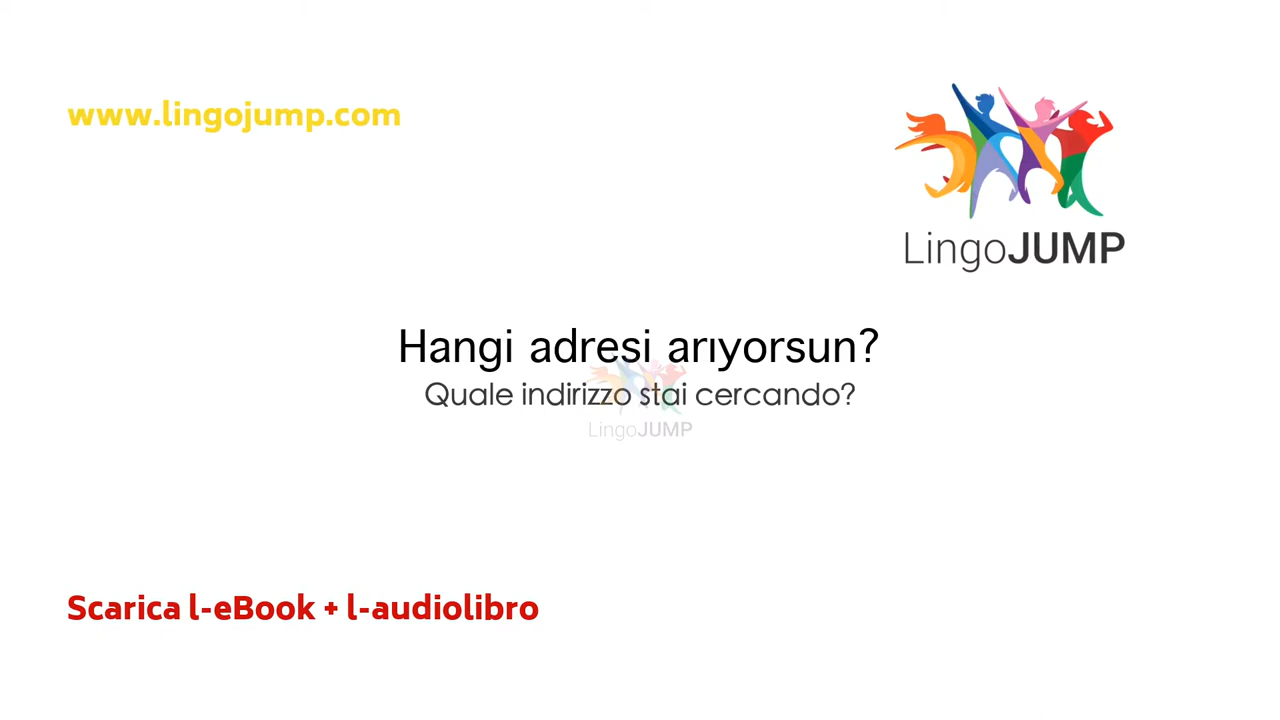 www.lingojump.com
LingoJUMP
Hangi adresi arıyorsun?
Quale indirizzo stai cercando?
LingoJUMP
Scarica l-eBook + l-audiolibro